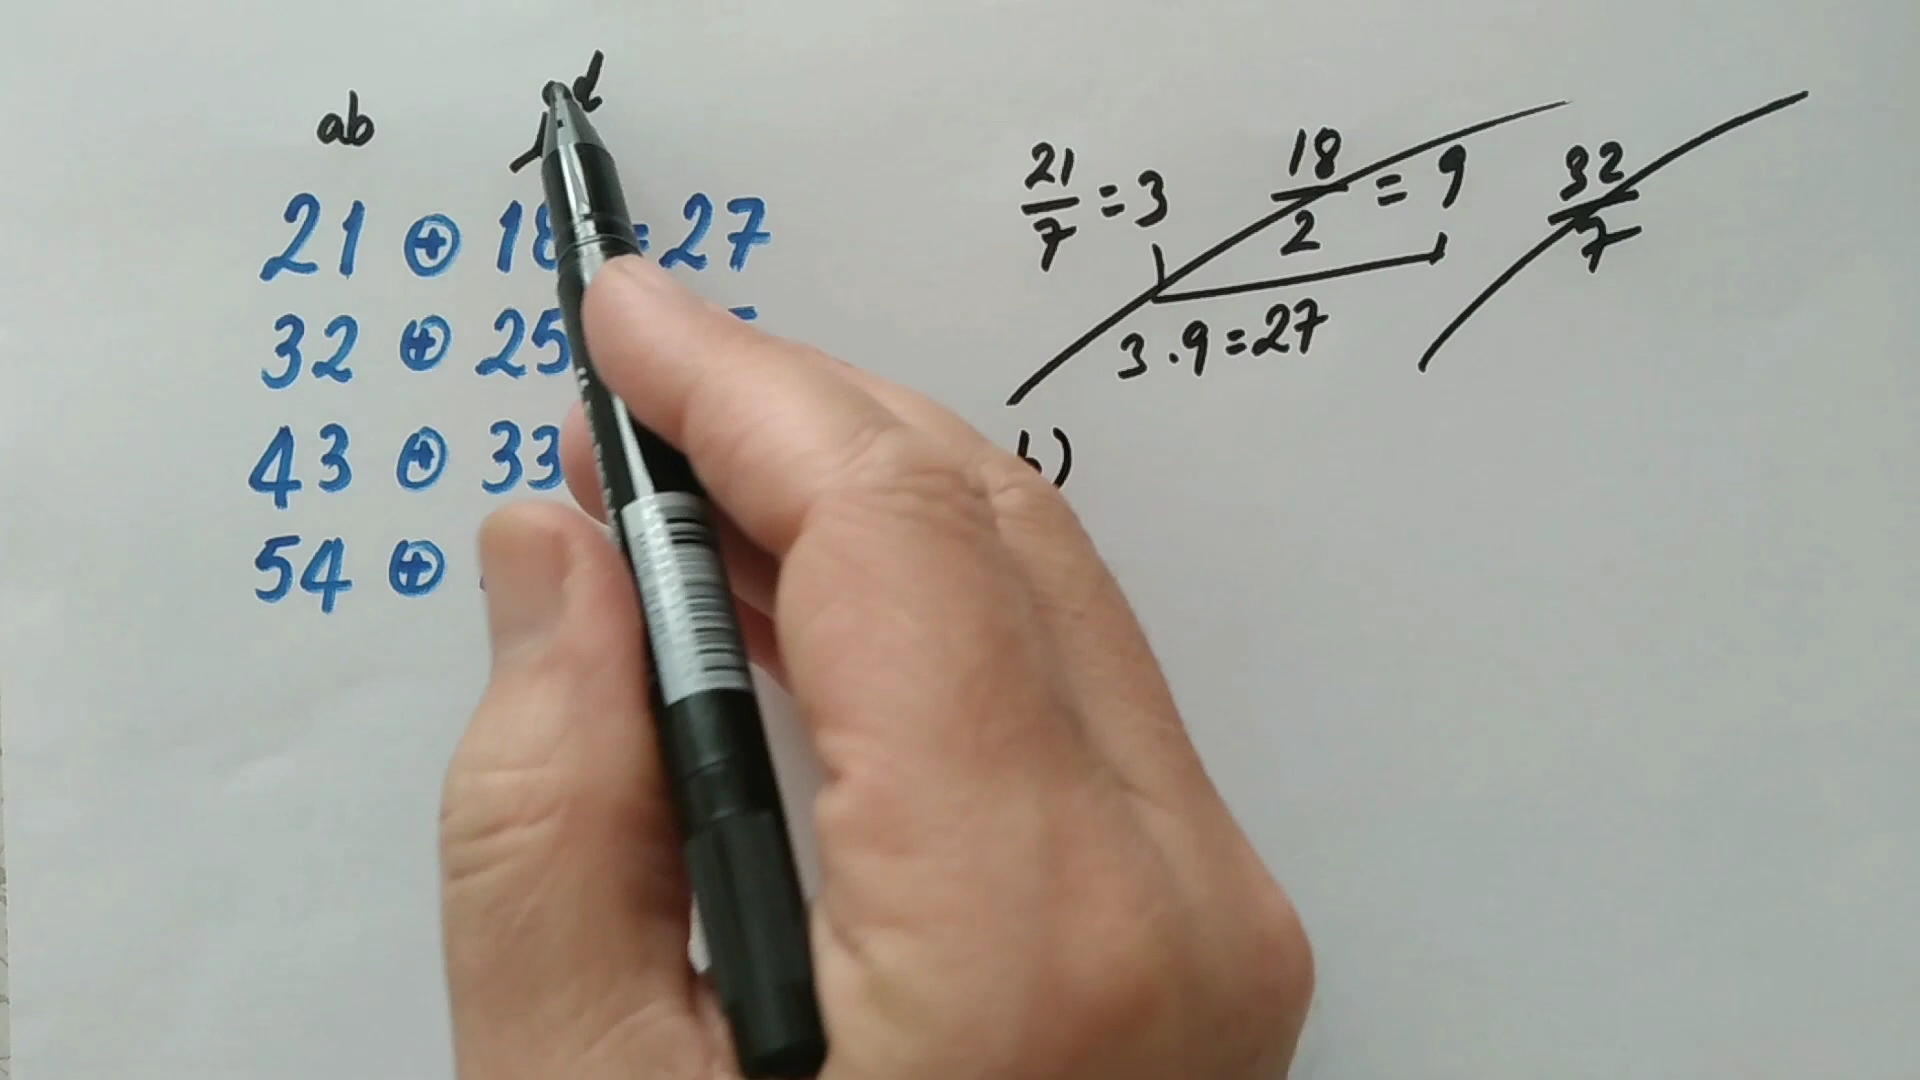 ab d
21 ⊕ 18 = 27
32 ⊕ 25
43 ⊕ 33
54 ⊕
21/7 = 3 18/2 = 9 32/7
3 . 9 = 27
b)